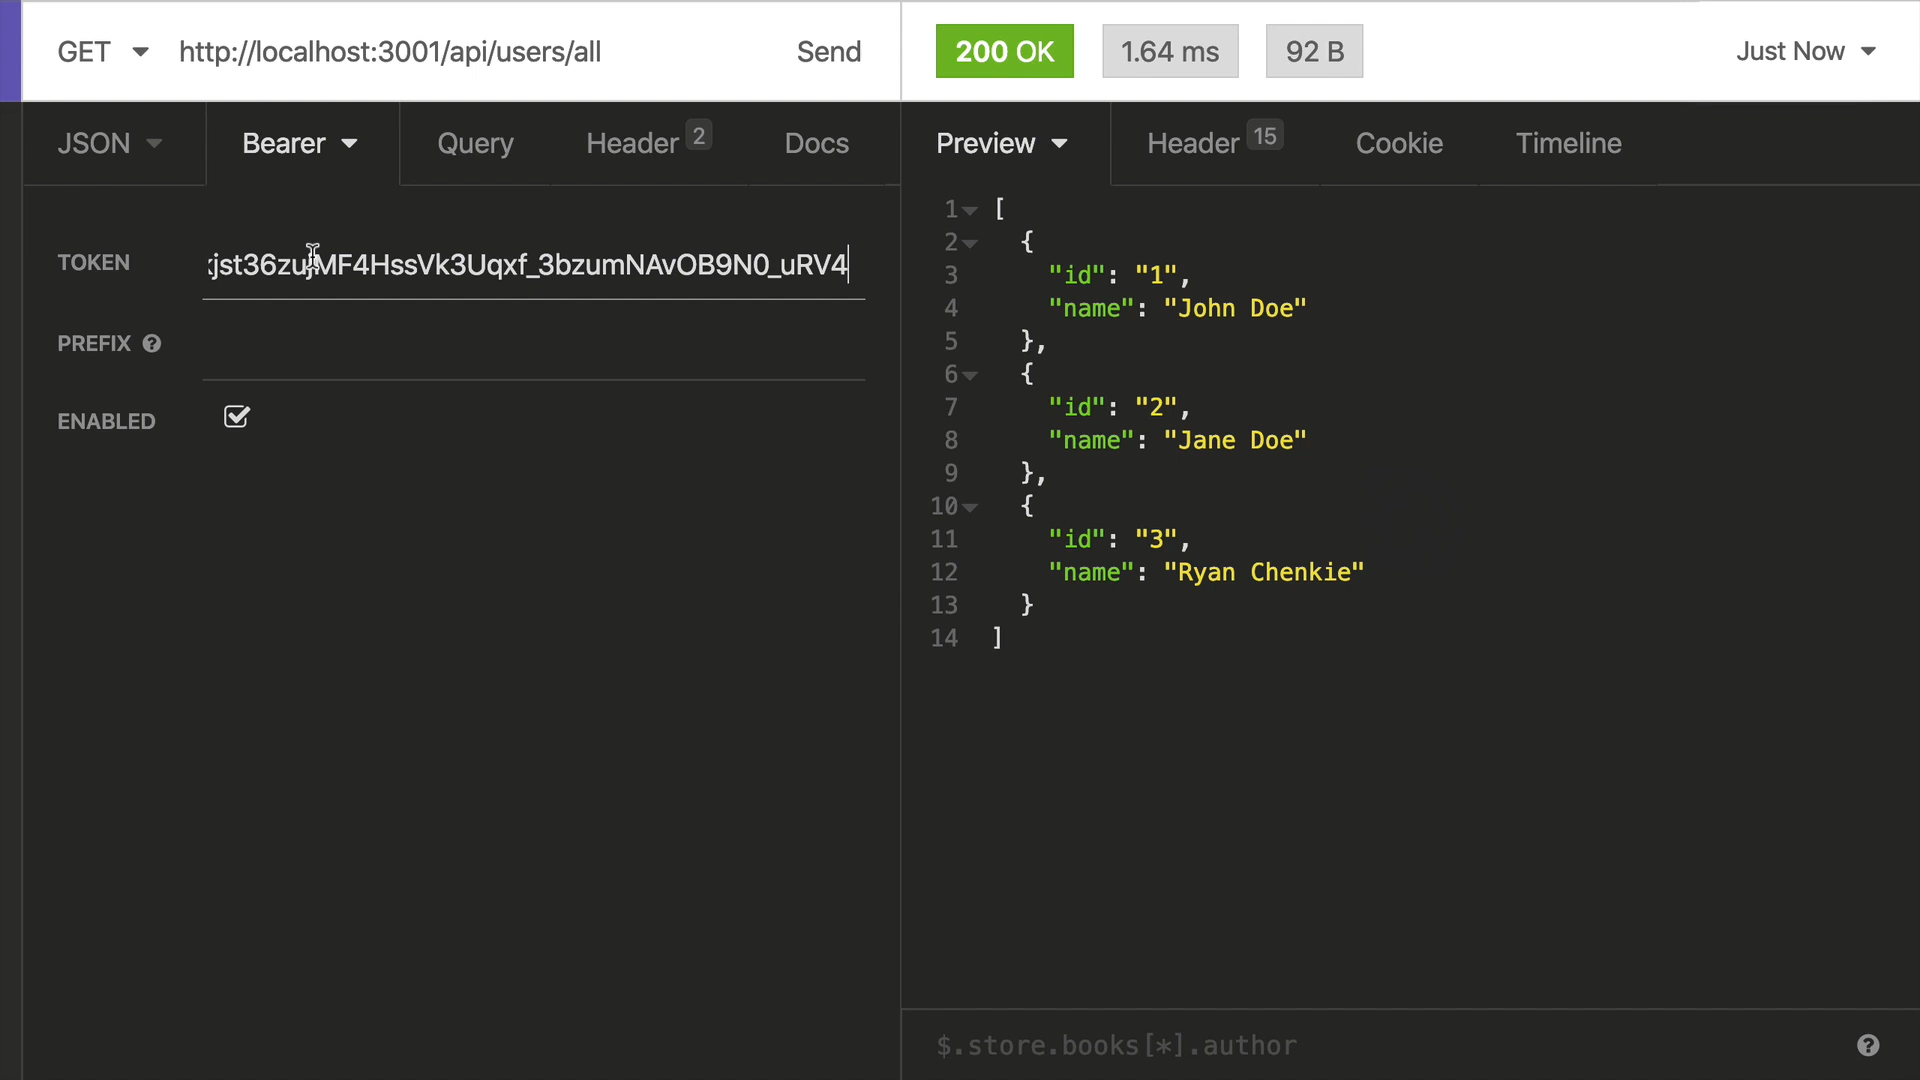 GET http://localhost:3001/api/users/all Send
200 OK 1.64 ms 92 B Just Now
JSON Bearer Query Header 2 Docs
Preview Header 15 Cookie Timeline
TOKEN jst36zujMF4HssVk3Uqxf_3bzumNAvOB9N0_uRV4
PREFIX ?
ENABLED
1 [
2 {
3 "id": "1",
4 "name": "John Doe"
5 },
6 {
7 "id": "2",
8 "name": "Jane Doe"
9 },
10 {
11 "id": "3",
12 "name": "Ryan Chenkie"
13 }
14 ]
$.store.books[*].author ?